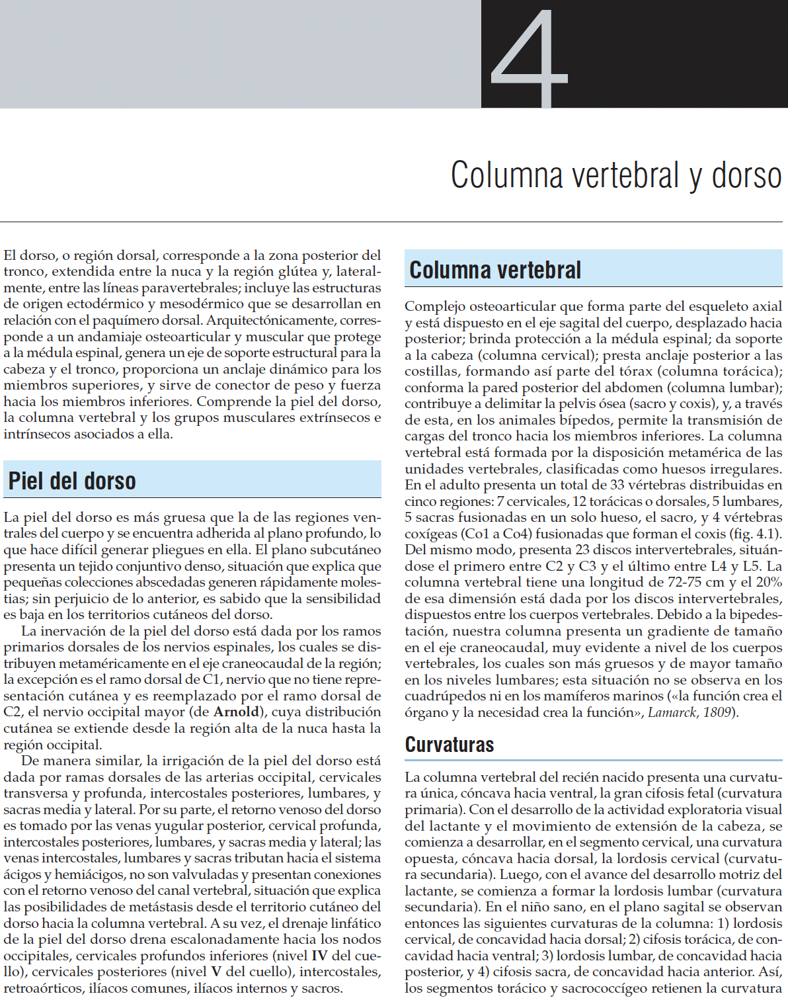 4
Columna vertebral y dorso
El dorso, o región dorsal, corresponde a la zona posterior del
tronco, extendida entre la nuca y la región glútea y, lateral-
mente, entre las líneas paravertebrales; incluye las estructuras
de origen ectodérmico y mesodérmico que se desarrollan en
relación con el paquímero dorsal. Arquitectónicamente, corres-
ponde a un andamiaje osteoarticular y muscular que protege
a la médula espinal, genera un eje de soporte estructural para la
cabeza y el tronco, proporciona un anclaje dinámico para los
miembros superiores, y sirve de conector de peso y fuerza
hacia los miembros inferiores. Comprende la piel del dorso,
la columna vertebral y los grupos musculares extrínsecos e
intrínsecos asociados a ella.
Piel del dorso
La piel del dorso es más gruesa que la de las regiones ven-
trales del cuerpo y se encuentra adherida al plano profundo, lo
que hace difícil generar pliegues en ella. El plano subcutáneo
presenta un tejido conjuntivo denso, situación que explica que
pequeñas colecciones abscedadas generen rápidamente moles-
tias; sin perjuicio de lo anterior, es sabido que la sensibilidad
es baja en los territorios cutáneos del dorso.
La inervación de la piel del dorso está dada por los ramos
primarios dorsales de los nervios espinales, los cuales se dis-
tribuyen metaméricamente en el eje craneocaudal de la región;
la excepción es el ramo dorsal de C1, nervio que no tiene repre-
sentación cutánea y es reemplazado por el ramo dorsal de
C2, el nervio occipital mayor (de Arnold), cuya distribución
cutánea se extiende desde la región alta de la nuca hasta la
región occipital.
De manera similar, la irrigación de la piel del dorso está
dada por ramas dorsales de las arterias occipital, cervicales
transversa y profunda, intercostales posteriores, lumbares, y
sacras media y lateral. Por su parte, el retorno venoso del dorso
es tomado por las venas yugular posterior, cervical profunda,
intercostales posteriores, lumbares, y sacras media y lateral; las
venas intercostales, lumbares y sacras tributan hacia el sistema
ácigos y hemiácigos, no son valvuladas y presentan conexiones
con el retorno venoso del canal vertebral, situación que explica
las posibilidades de metástasis desde el territorio cutáneo del
dorso hacia la columna vertebral. A su vez, el drenaje linfático
de la piel del dorso drena escalonadamente hacia los nodos
occipitales, cervicales profundos inferiores (nivel IV del cue-
llo), cervicales posteriores (nivel V del cuello), intercostales,
retroaórticos, ilíacos comunes, ilíacos internos y sacros.
Columna vertebral
Complejo osteoarticular que forma parte del esqueleto axial
y está dispuesto en el eje sagital del cuerpo, desplazado hacia
posterior; brinda protección a la médula espinal; da soporte
a la cabeza (columna cervical); presta anclaje posterior a las
costillas, formando así parte del tórax (columna torácica);
conforma la pared posterior del abdomen (columna lumbar);
contribuye a delimitar la pelvis ósea (sacro y coxis), y, a través
de esta, en los animales bípedos, permite la transmisión de
cargas del tronco hacia los miembros inferiores. La columna
vertebral está formada por la disposición metamérica de las
unidades vertebrales, clasificadas como huesos irregulares.
En el adulto presenta un total de 33 vértebras distribuidas en
cinco regiones: 7 cervicales, 12 torácicas o dorsales, 5 lumbares,
5 sacras fusionadas en un solo hueso, el sacro, y 4 vértebras
coxígeas (Co1 a Co4) fusionadas que forman el coxis (fig. 4.1).
Del mismo modo, presenta 23 discos intervertebrales, situán-
dose el primero entre C2 y C3 y el último entre L4 y L5. La
columna vertebral tiene una longitud de 72-75 cm y el 20%
de esa dimensión está dada por los discos intervertebrales,
dispuestos entre los cuerpos vertebrales. Debido a la bipedes-
tación, nuestra columna presenta un gradiente de tamaño
en el eje craneocaudal, muy evidente a nivel de los cuerpos
vertebrales, los cuales son más gruesos y de mayor tamaño
en los niveles lumbares; esta situación no se observa en los
cuadrúpedos ni en los mamíferos marinos («la función crea el
órgano y la necesidad crea la función», Lamarck, 1809).
Curvaturas
La columna vertebral del recién nacido presenta una curvatu-
ra única, cóncava hacia ventral, la gran cifosis fetal (curvatura
primaria). Con el desarrollo de la actividad exploratoria visual
del lactante y el movimiento de extensión de la cabeza, se
comienza a desarrollar, en el segmento cervical, una curvatura
opuesta, cóncava hacia dorsal, la lordosis cervical (curvatu-
ra secundaria). Luego, con el avance del desarrollo motriz del
lactante, se comienza a formar la lordosis lumbar (curvatura
secundaria). En el niño sano, en el plano sagital se observan
entonces las siguientes curvaturas de la columna: 1) lordosis
cervical, de concavidad hacia dorsal; 2) cifosis torácica, de con-
cavidad hacia ventral; 3) lordosis lumbar, de concavidad hacia
posterior, y 4) cifosis sacra, de concavidad hacia anterior. Así,
los segmentos torácico y sacrococcígeo retienen la curvatura